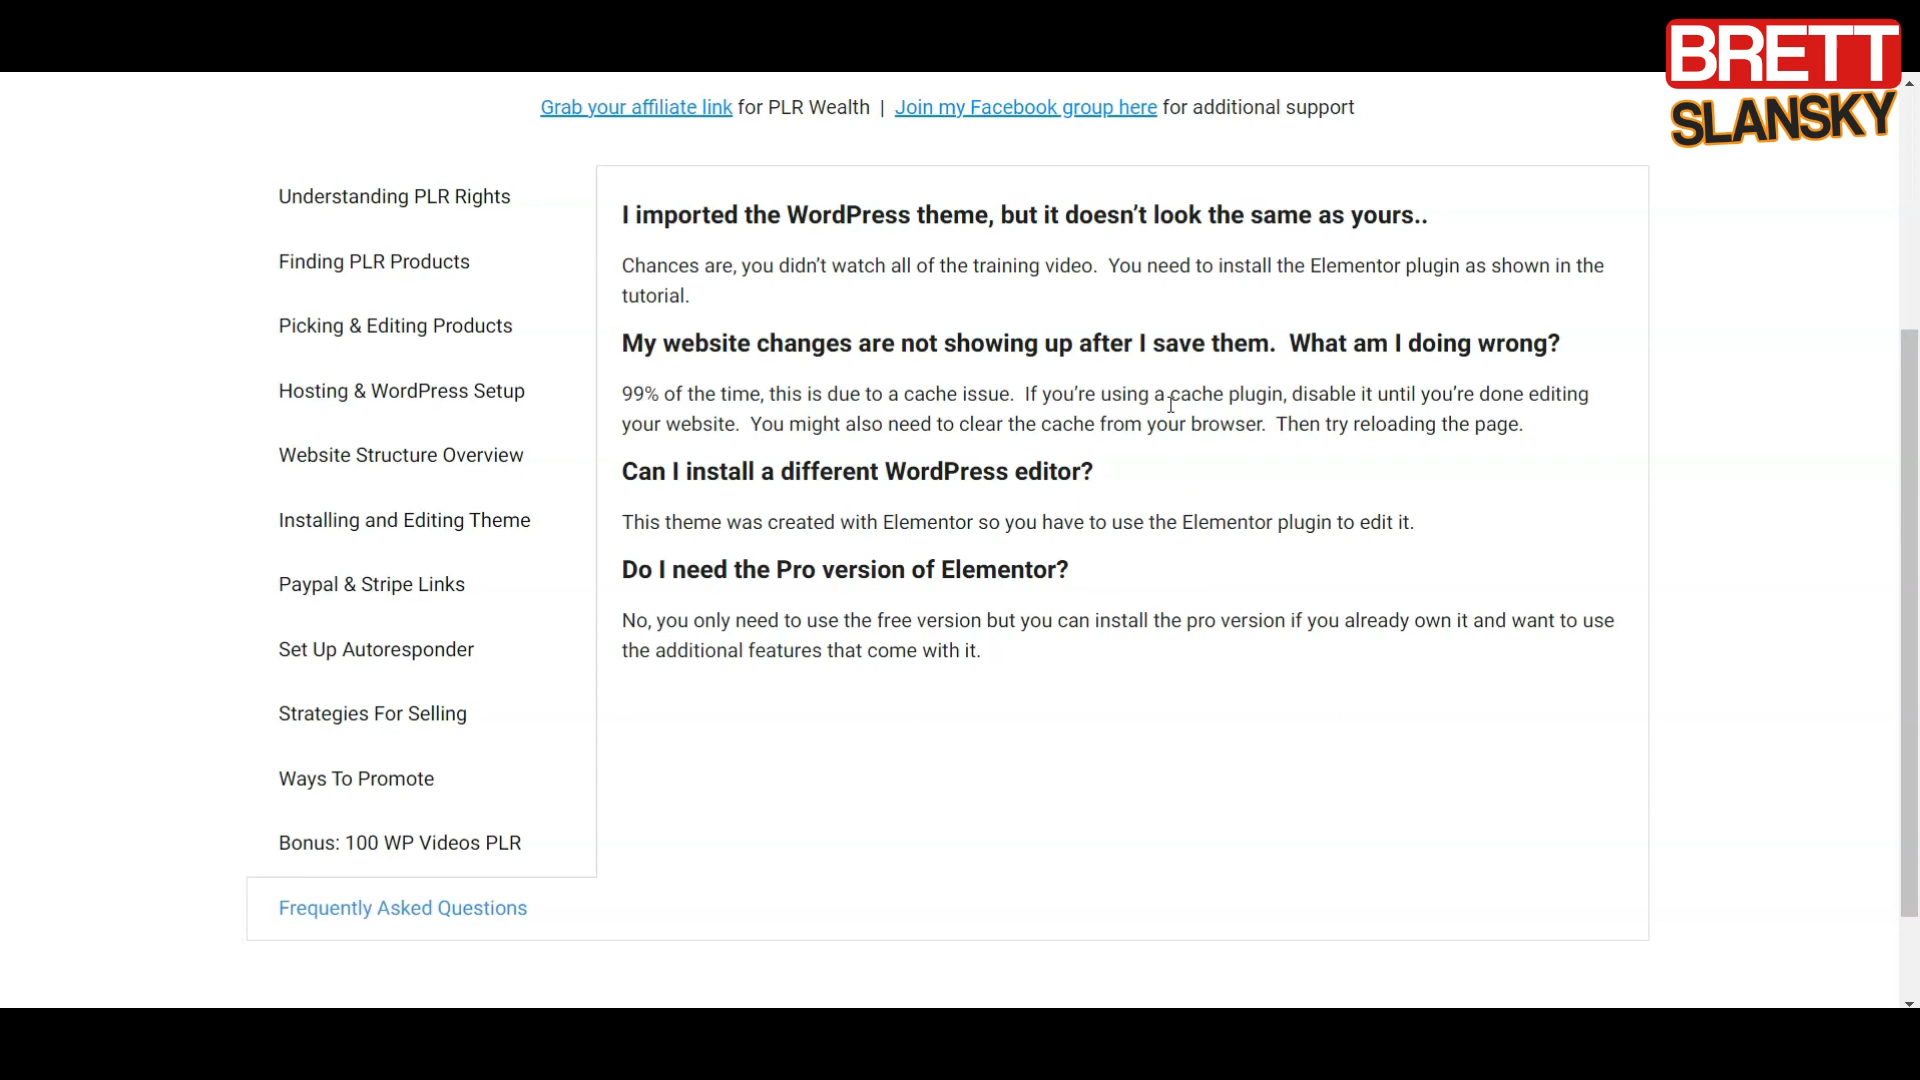 BRETT
SLANSKY
Grab your affiliate link for PLR Wealth | Join my Facebook group here for additional support
Understanding PLR Rights
Finding PLR Products
Picking & Editing Products
Hosting & WordPress Setup
Website Structure Overview
Installing and Editing Theme
Paypal & Stripe Links
Set Up Autoresponder
Strategies For Selling
Ways To Promote
Bonus: 100 WP Videos PLR
Frequently Asked Questions
I imported the WordPress theme, but it doesn’t look the same as yours..
Chances are, you didn’t watch all of the training video.  You need to install the Elementor plugin as shown in the
tutorial.
My website changes are not showing up after I save them.  What am I doing wrong?
99% of the time, this is due to a cache issue.  If you’re using a cache plugin, disable it until you’re done editing
your website.  You might also need to clear the cache from your browser.  Then try reloading the page.
Can I install a different WordPress editor?
This theme was created with Elementor so you have to use the Elementor plugin to edit it.
Do I need the Pro version of Elementor?
No, you only need to use the free version but you can install the pro version if you already own it and want to use
the additional features that come with it.